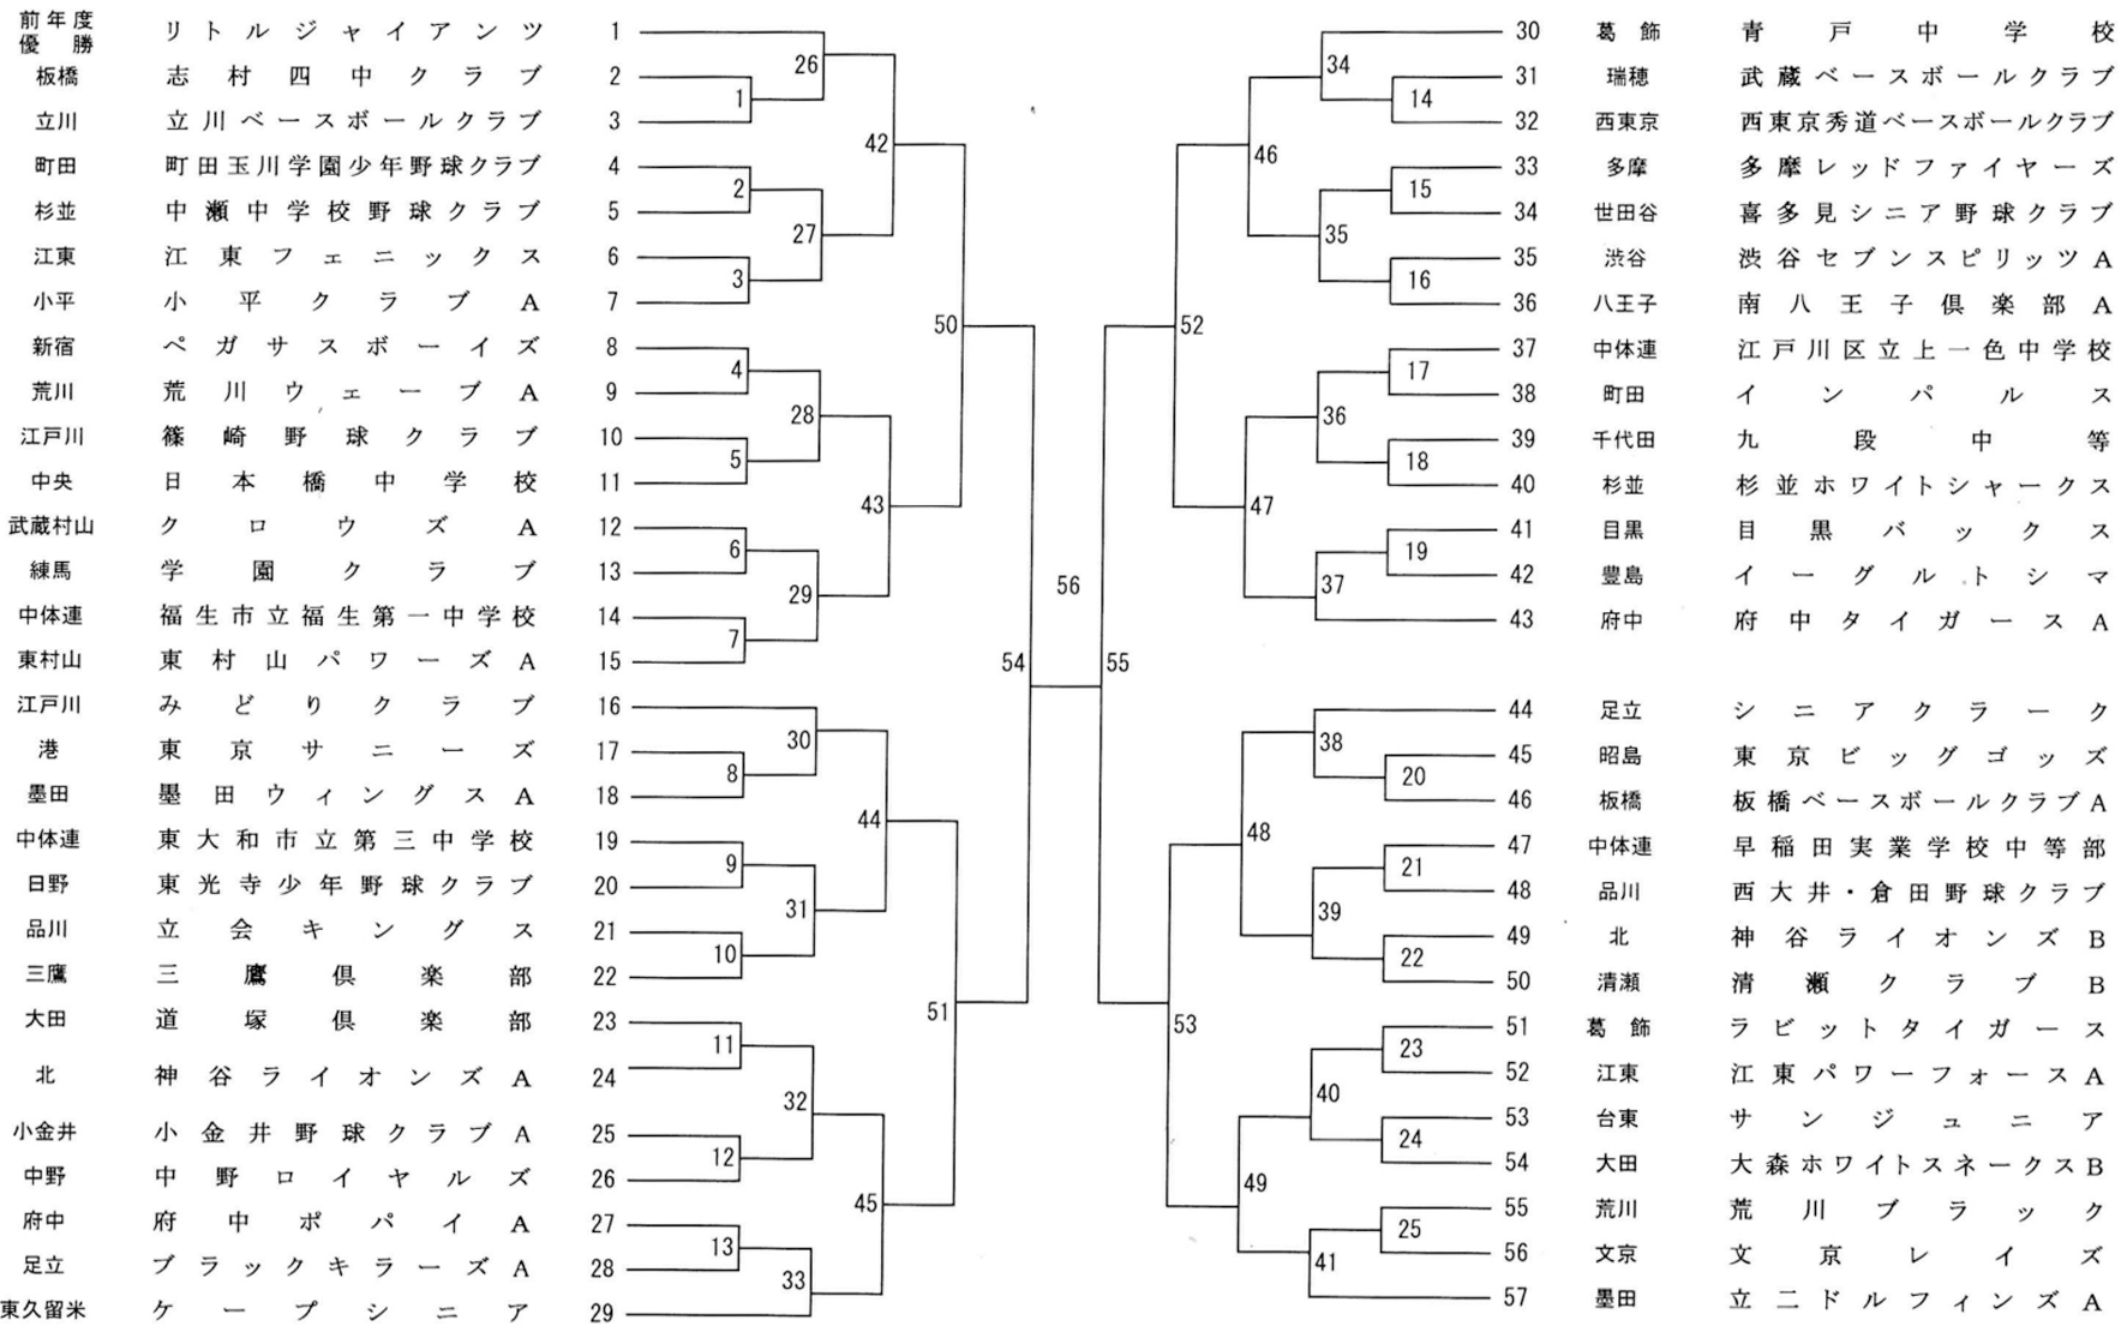 前年度優勝 リトルジャイアンツ 1
板橋 志村四中クラブ 2
立川 立川ベースボールクラブ 3
町田 町田玉川学園少年野球クラブ 4
杉並 中瀬中学校野球クラブ 5
江東 江東フェニックス 6
小平 小平クラブA 7
新宿 ペガサスボーイズ 8
荒川 荒川ウェーブA 9
江戸川 篠崎野球クラブ 10
中央 日本橋中学校 11
武蔵村山 クロウズA 12
練馬 学園クラブ 13
中体連 福生市立福生第一中学校 14
東村山 東村山パワーズA 15
江戸川 みどりクラブ 16
港 東京サニーズ 17
墨田 墨田ウィングスA 18
中体連 東大和市立第三中学校 19
日野 東光寺少年野球クラブ 20
品川 立会キングス 21
三鷹 三鷹倶楽部 22
大田 道塚倶楽部 23
北 神谷ライオンズA 24
小金井 小金井野球クラブA 25
中野 中野ロイヤルズ 26
府中 府中ポパイA 27
足立 ブラックキラーズA 28
東久留米 ケープシニア 29
1
2
3
4
5
6
7
8
9
10
11
12
13
26
27
28
29
30
31
32
33
42
43
44
45
50
51
54
56
55
52
53
46
47
48
49
34
35
36
37
38
39
40
41
14
15
16
17
18
19
20
21
22
23
24
25
30 葛飾 青戸中学校
31 瑞穂 武蔵ベースボールクラブ
32 西東京 西東京秀道ベースボールクラブ
33 多摩 多摩レッドファイヤーズ
34 世田谷 喜多見シニア野球クラブ
35 渋谷 渋谷セブンスピリッツA
36 八王子 南八王子倶楽部A
37 中体連 江戸川区立上一色中学校
38 町田 インパルス
39 千代田 九段中等
40 杉並 杉並ホワイトシャークス
41 目黒 目黒バックス
42 豊島 イーグルトシマ
43 府中 府中タイガースA
44 足立 シニアクラーク
45 昭島 東京ビッグゴッズ
46 板橋 板橋ベースボールクラブA
47 中体連 早稲田実業学校中等部
48 品川 西大井・倉田野球クラブ
49 北 神谷ライオンズB
50 清瀬 清瀬クラブB
51 葛飾 ラビットタイガース
52 江東 江東パワーフォースA
53 台東 サンジュニア
54 大田 大森ホワイトスネークスB
55 荒川 荒川ブラック
56 文京 文京レイズ
57 墨田 立二ドルフィンズA